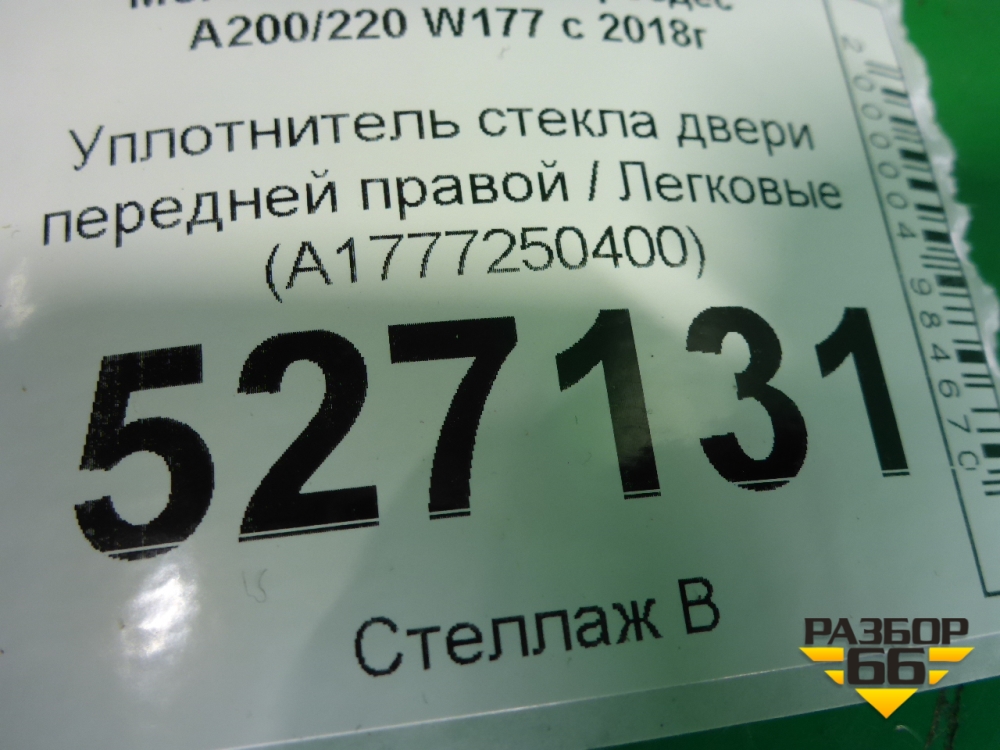 A200/220 W177 с 2018г
Уплотнитель стекла двери
передней правой / Легковые
(A1777250400)
527131
Стеллаж B
РАЗБОР
66